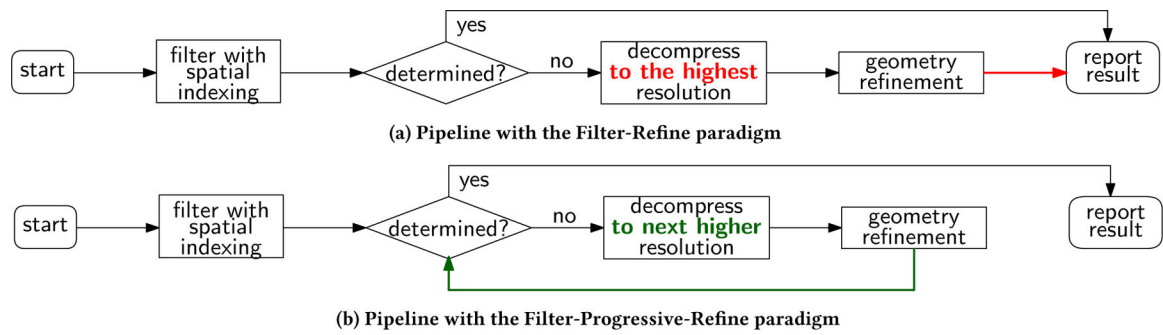 yes
start
filter with
spatial
indexing
determined?
no
decompress
to the highest
resolution
geometry
refinement
report
result
(a) Pipeline with the Filter-Refine paradigm
yes
start
filter with
spatial
indexing
determined?
no
decompress
to next higher
resolution
geometry
refinement
report
result
(b) Pipeline with the Filter-Progressive-Refine paradigm